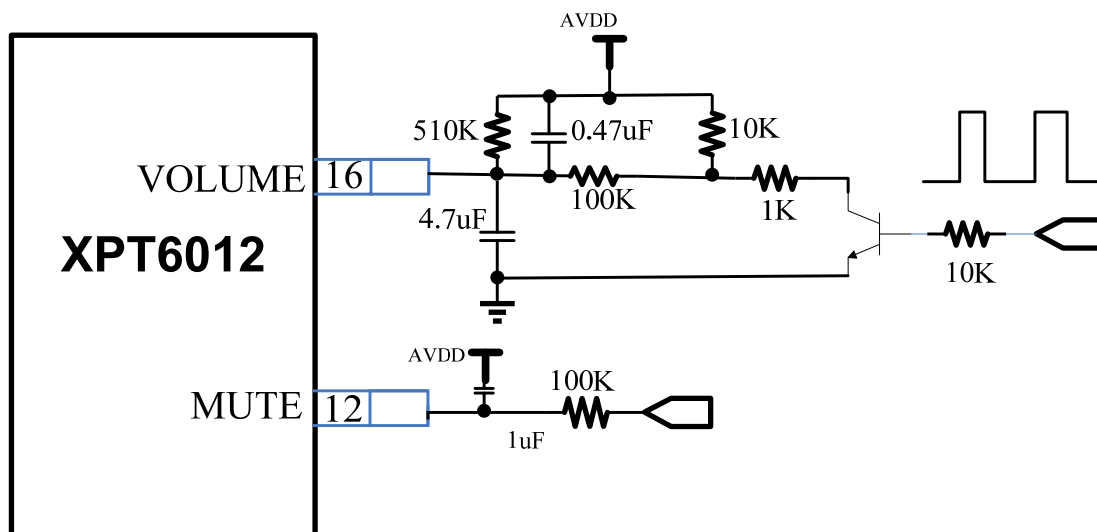 AVDD
510K
0.47uF
10K
VOLUME
16
100K
1K
4.7uF
XPT6012
10K
AVDD
100K
MUTE
12
1uF